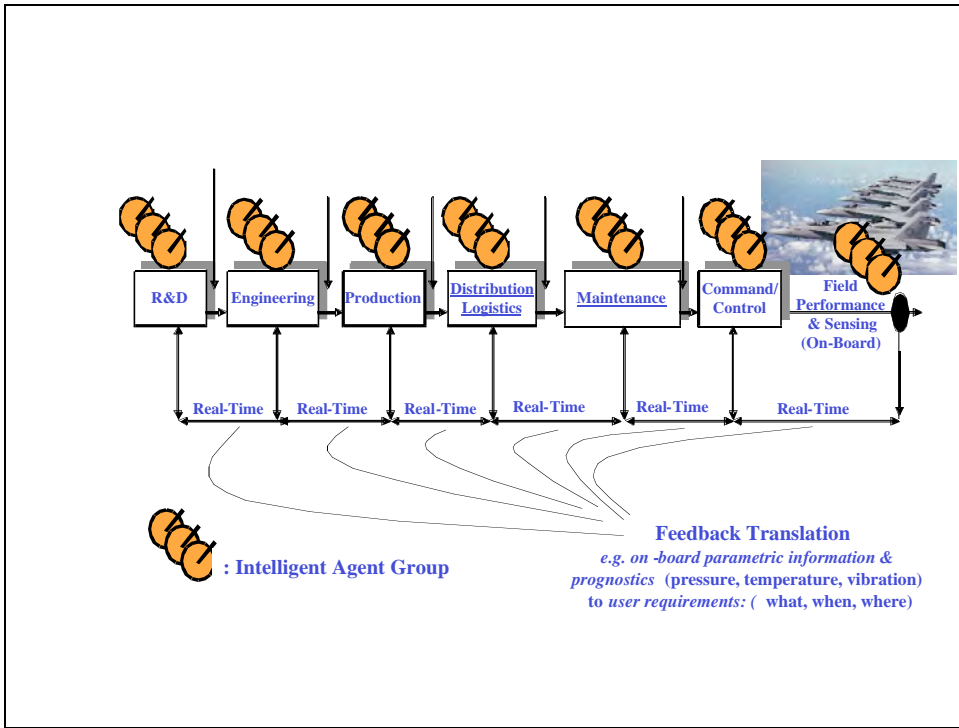 R&D
Engineering
Production
Distribution
Logistics
Maintenance
Command/
Control
Field
Performance
& Sensing
(On-Board)
Real-Time
Real-Time
Real-Time
Real-Time
Real-Time
Real-Time
Feedback Translation
e.g. on -board parametric information &
prognostics (pressure, temperature, vibration)
to user requirements: ( what, when, where)
: Intelligent Agent Group